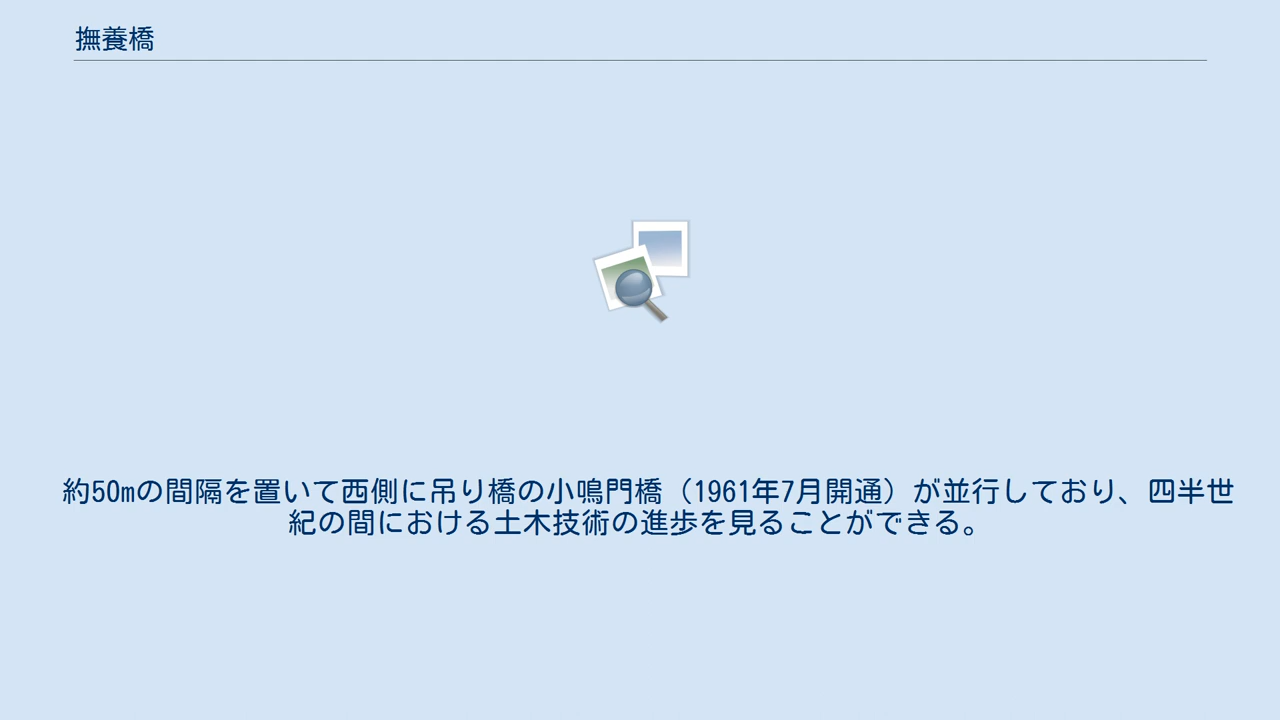 撫養橋
約50mの間隔を置いて西側に吊り橋の小鳴門橋（1961年7月開通）が並行しており、四半世
紀の間における土木技術の進歩を見ることができる。